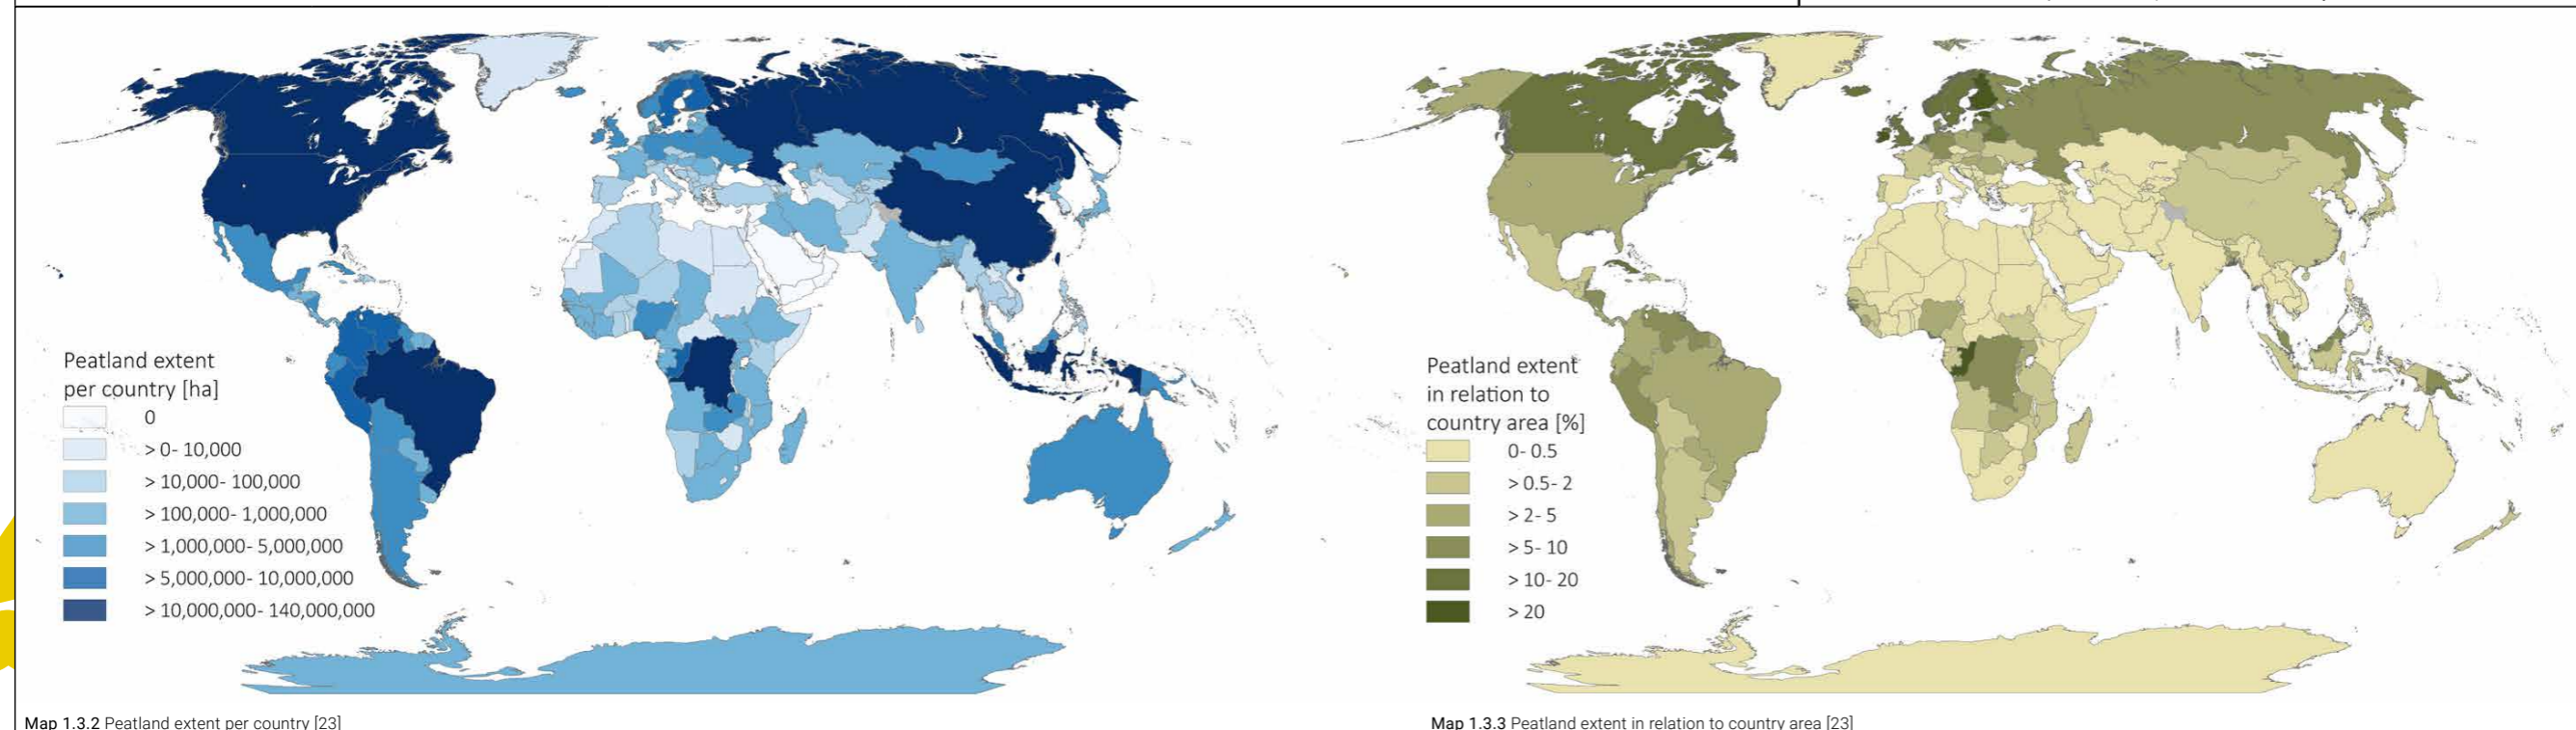 Peatland extent
per country [ha]
0
> 0- 10,000
> 10,000- 100,000
> 100,000- 1,000,000
> 1,000,000- 5,000,000
> 5,000,000- 10,000,000
> 10,000,000- 140,000,000
Map 1.3.2 Peatland extent per country [23]
Peatland extent
in relation to
country area [%]
0- 0.5
> 0.5- 2
> 2- 5
> 5- 10
> 10- 20
> 20
Map 1.3.3 Peatland extent in relation to country area [23]